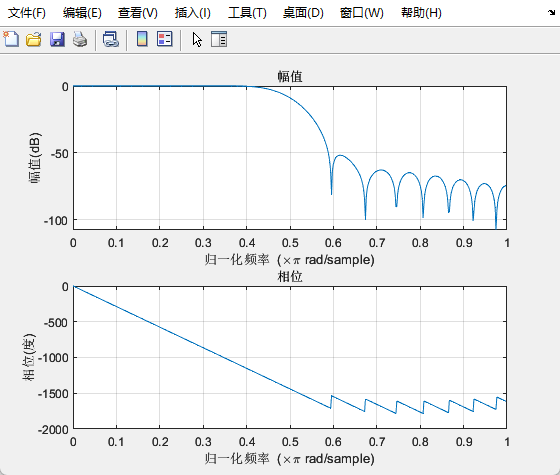 文件(F) 编辑(E) 查看(V) 插入(I) 工具(T) 桌面(D) 窗口(W) 帮助(H)
幅值
0
-50
-100
幅值(dB)
0 0.1 0.2 0.3 0.4 0.5 0.6 0.7 0.8 0.9 1
归一化频率 (×π rad/sample)
相位
0
-500
-1000
-1500
-2000
相位(度)
0 0.1 0.2 0.3 0.4 0.5 0.6 0.7 0.8 0.9 1
归一化频率 (×π rad/sample)